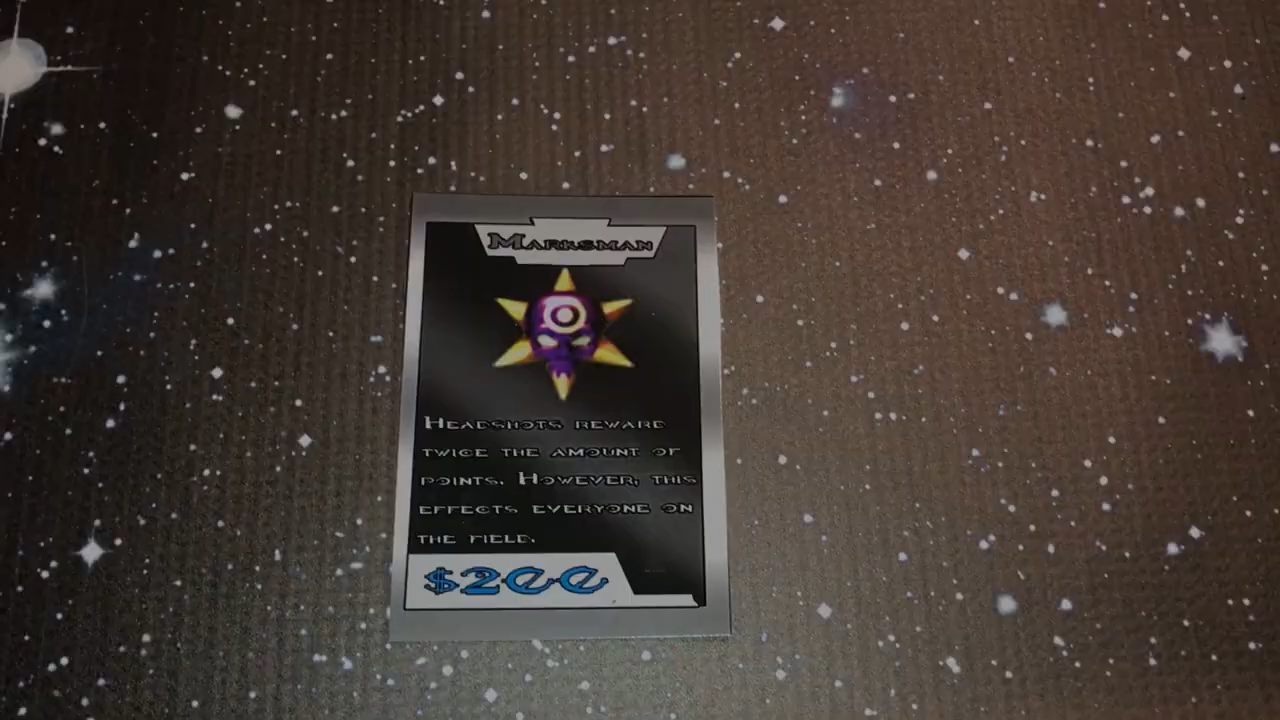 Marksman
Headshots reward
twice the amount of
points. However, this
effects everyone on
the field.
$200